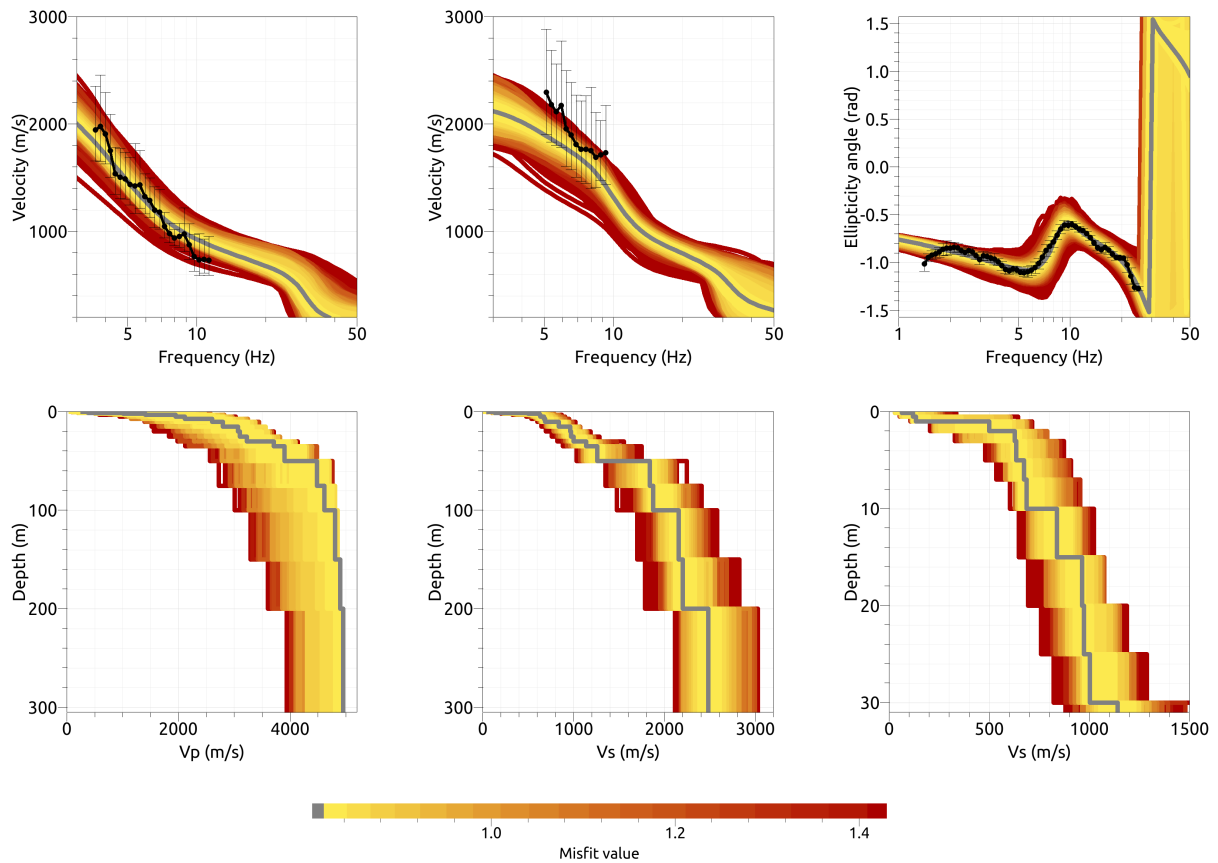 3000
2000
1000
Velocity (m/s)
5 10 50
Frequency (Hz)
3000
2000
1000
Velocity (m/s)
5 10 50
Frequency (Hz)
1.5
1.0
0.5
0.0
-0.5
-1.0
-1.5
Ellipticity angle (rad)
1 5 10 50
Frequency (Hz)
0
100
200
300
Depth (m)
0 2000 4000
Vp (m/s)
0
100
200
300
Depth (m)
0 1000 2000 3000
Vs (m/s)
0
10
20
30
Depth (m)
0 500 1000 1500
Vs (m/s)
1.0 1.2 1.4
Misfit value